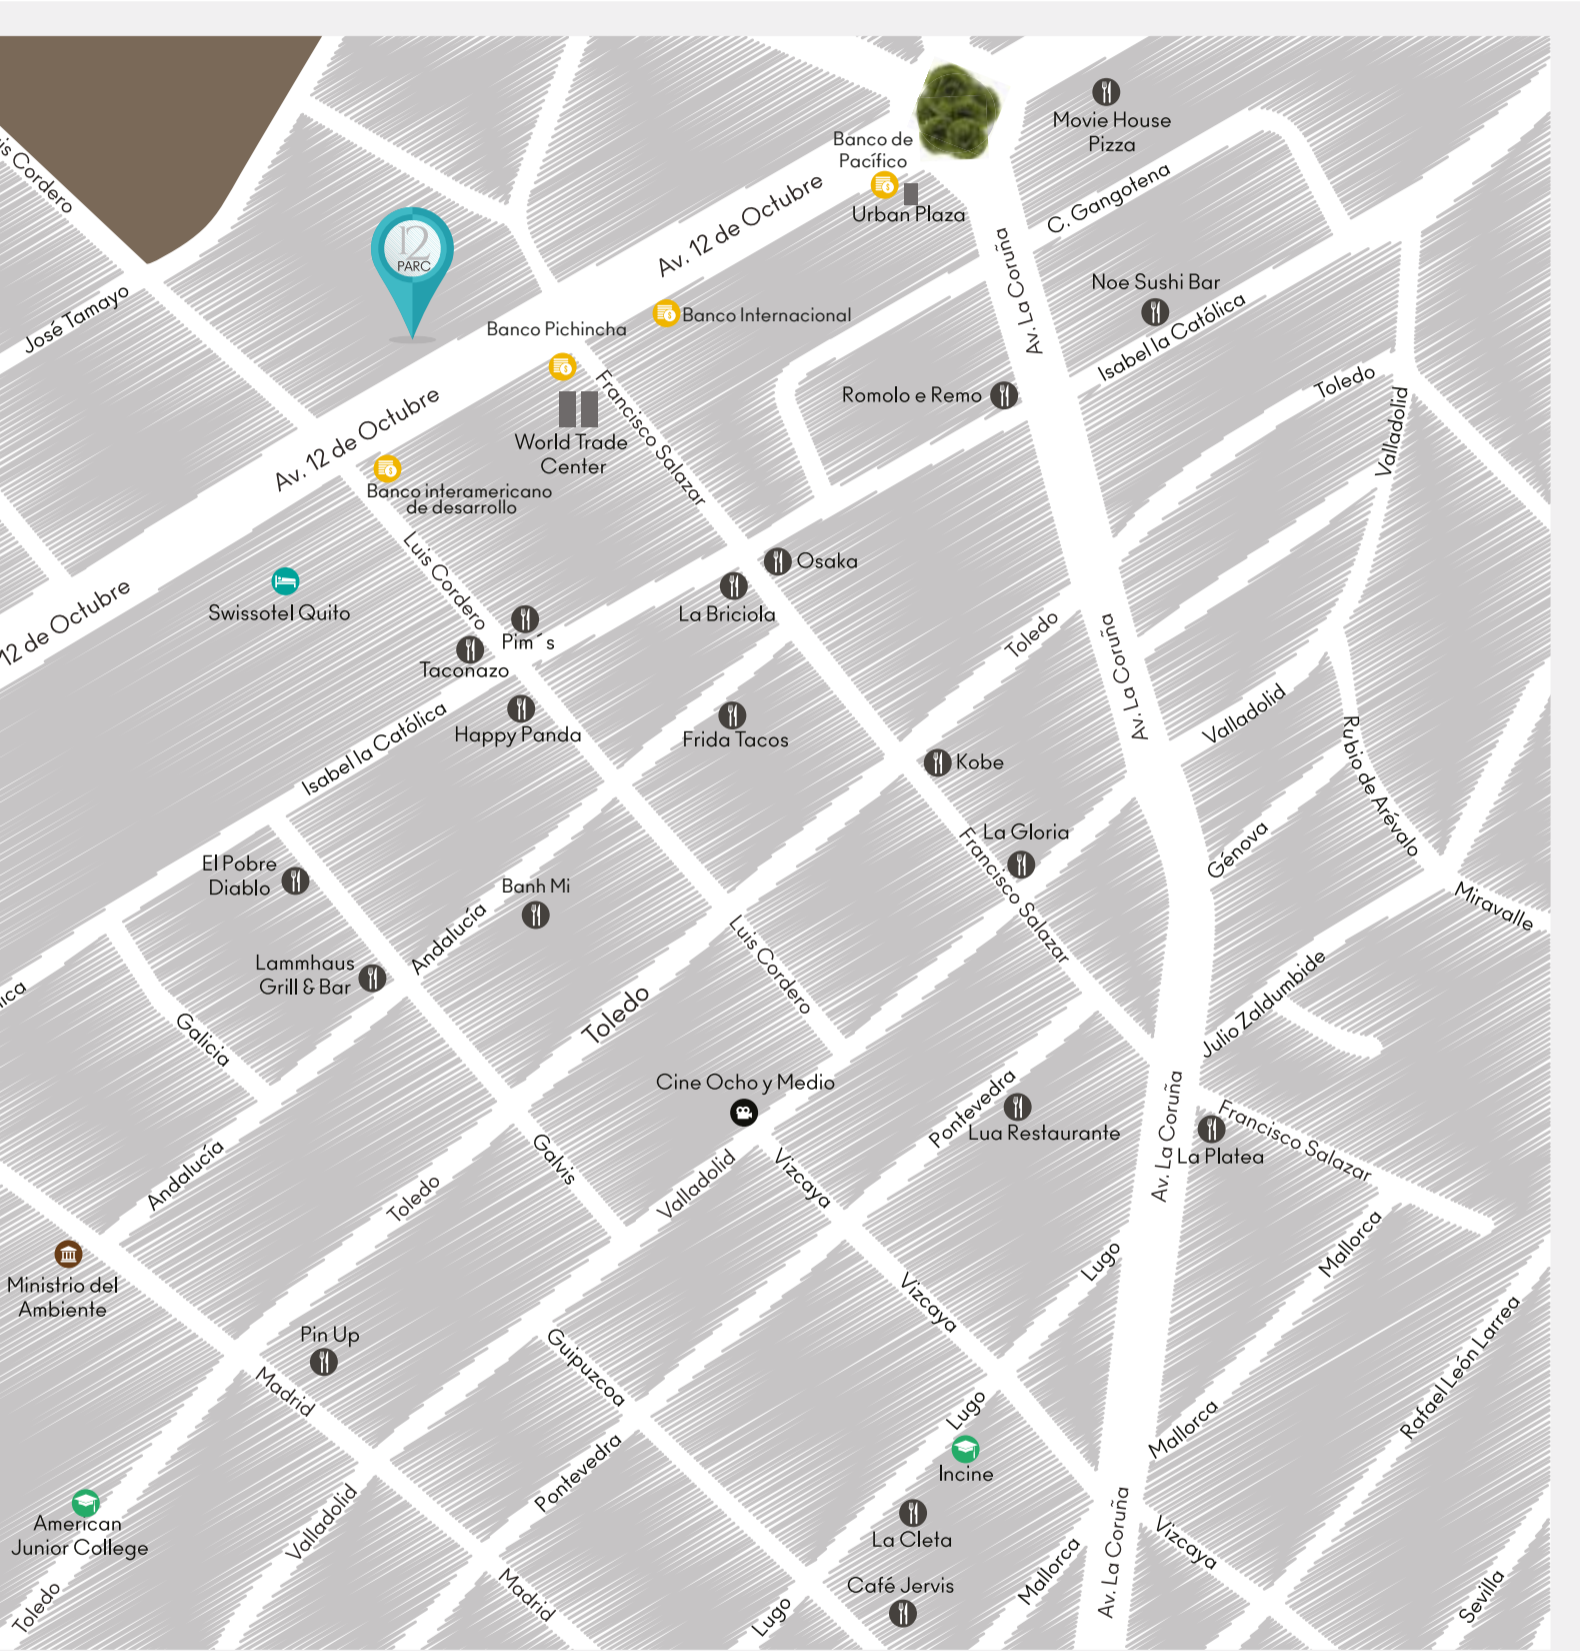 Movie House
Pizza
Banco de
Pacífico
Urban Plaza
C. Gangotena
is Cordero
Av. 12 de Octubre
12
PARC
Av. La Coruña
Noe Sushi Bar
José Tamayo
Isabel la Católica
Banco Internacional
Banco Pichincha
Francisco Salazar
Romolo e Remo
Toledo
Valladolid
Av. 12 de Octubre
World Trade
Center
Banco interamericano
de desarrollo
Luis Cordero
Osaka
La Briciola
Swissotel Quito
12 de Octubre
Pim´s
Taconazo
Toledo
Av. La Coruña
Isabel la Católica
Happy Panda
Frida Tacos
Valladolid
Rubio de Arévalo
Kobe
La Gloria
Francisco Salazar
Génova
El Pobre
Diablo
Banh Mi
Andalucía
Luis Cordero
Miravalle
Lammhaus
Grill & Bar
ica
Galicia
Toledo
Julio Zaldumbide
Cine Ocho y Medio
Pontevedra
Lua Restaurante
Av. La Coruña
Francisco Salazar
La Platea
Andalucía
Toledo
Galvis
Valladolid
Vizcaya
Ministrio del
Ambiente
Lugo
Mallorca
Vizcaya
Pin Up
Guipuzcoa
Madrid
Rafael León Larrea
Lugo
Mallorca
Incine
Pontevedra
American
Junior College
Valladolid
La Cleta
Av. La Coruña
Vizcaya
Mallorca
Café Jervis
Toledo
Madrid
Lugo
Sevilla